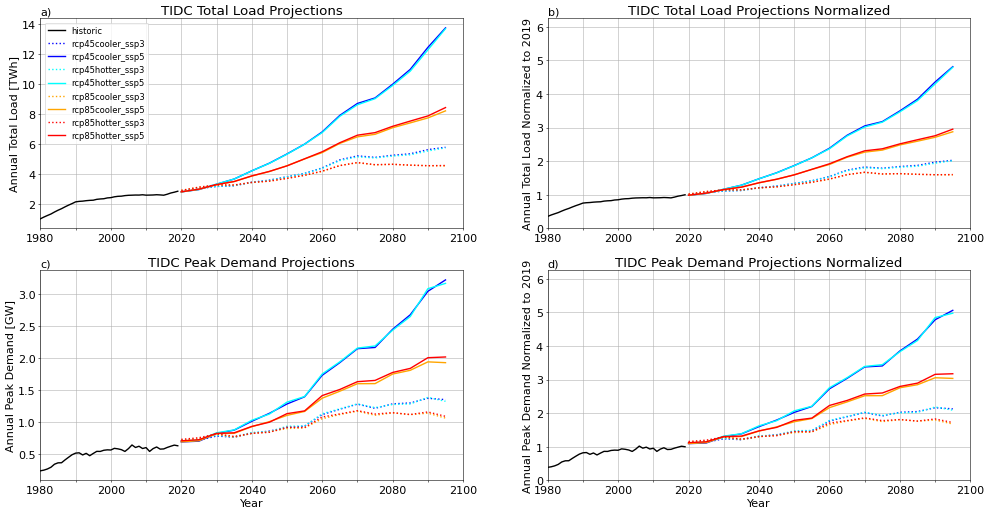 a)
TIDC Total Load Projections
Annual Total Load [TWh]
14
12
10
8
6
4
2
historic
rcp45cooler_ssp3
rcp45cooler_ssp5
rcp45hotter_ssp3
rcp45hotter_ssp5
rcp85cooler_ssp3
rcp85cooler_ssp5
rcp85hotter_ssp3
rcp85hotter_ssp5
1980 2000 2020 2040 2060 2080 2100
b)
TIDC Total Load Projections Normalized
Annual Total Load Normalized to 2019
6
5
4
3
2
1
0
1980 2000 2020 2040 2060 2080 2100
c)
TIDC Peak Demand Projections
Annual Peak Demand [GW]
3.0
2.5
2.0
1.5
1.0
0.5
1980 2000 2020 2040 2060 2080 2100
Year
d)
TIDC Peak Demand Projections Normalized
Annual Peak Demand Normalized to 2019
6
5
4
3
2
1
0
1980 2000 2020 2040 2060 2080 2100
Year